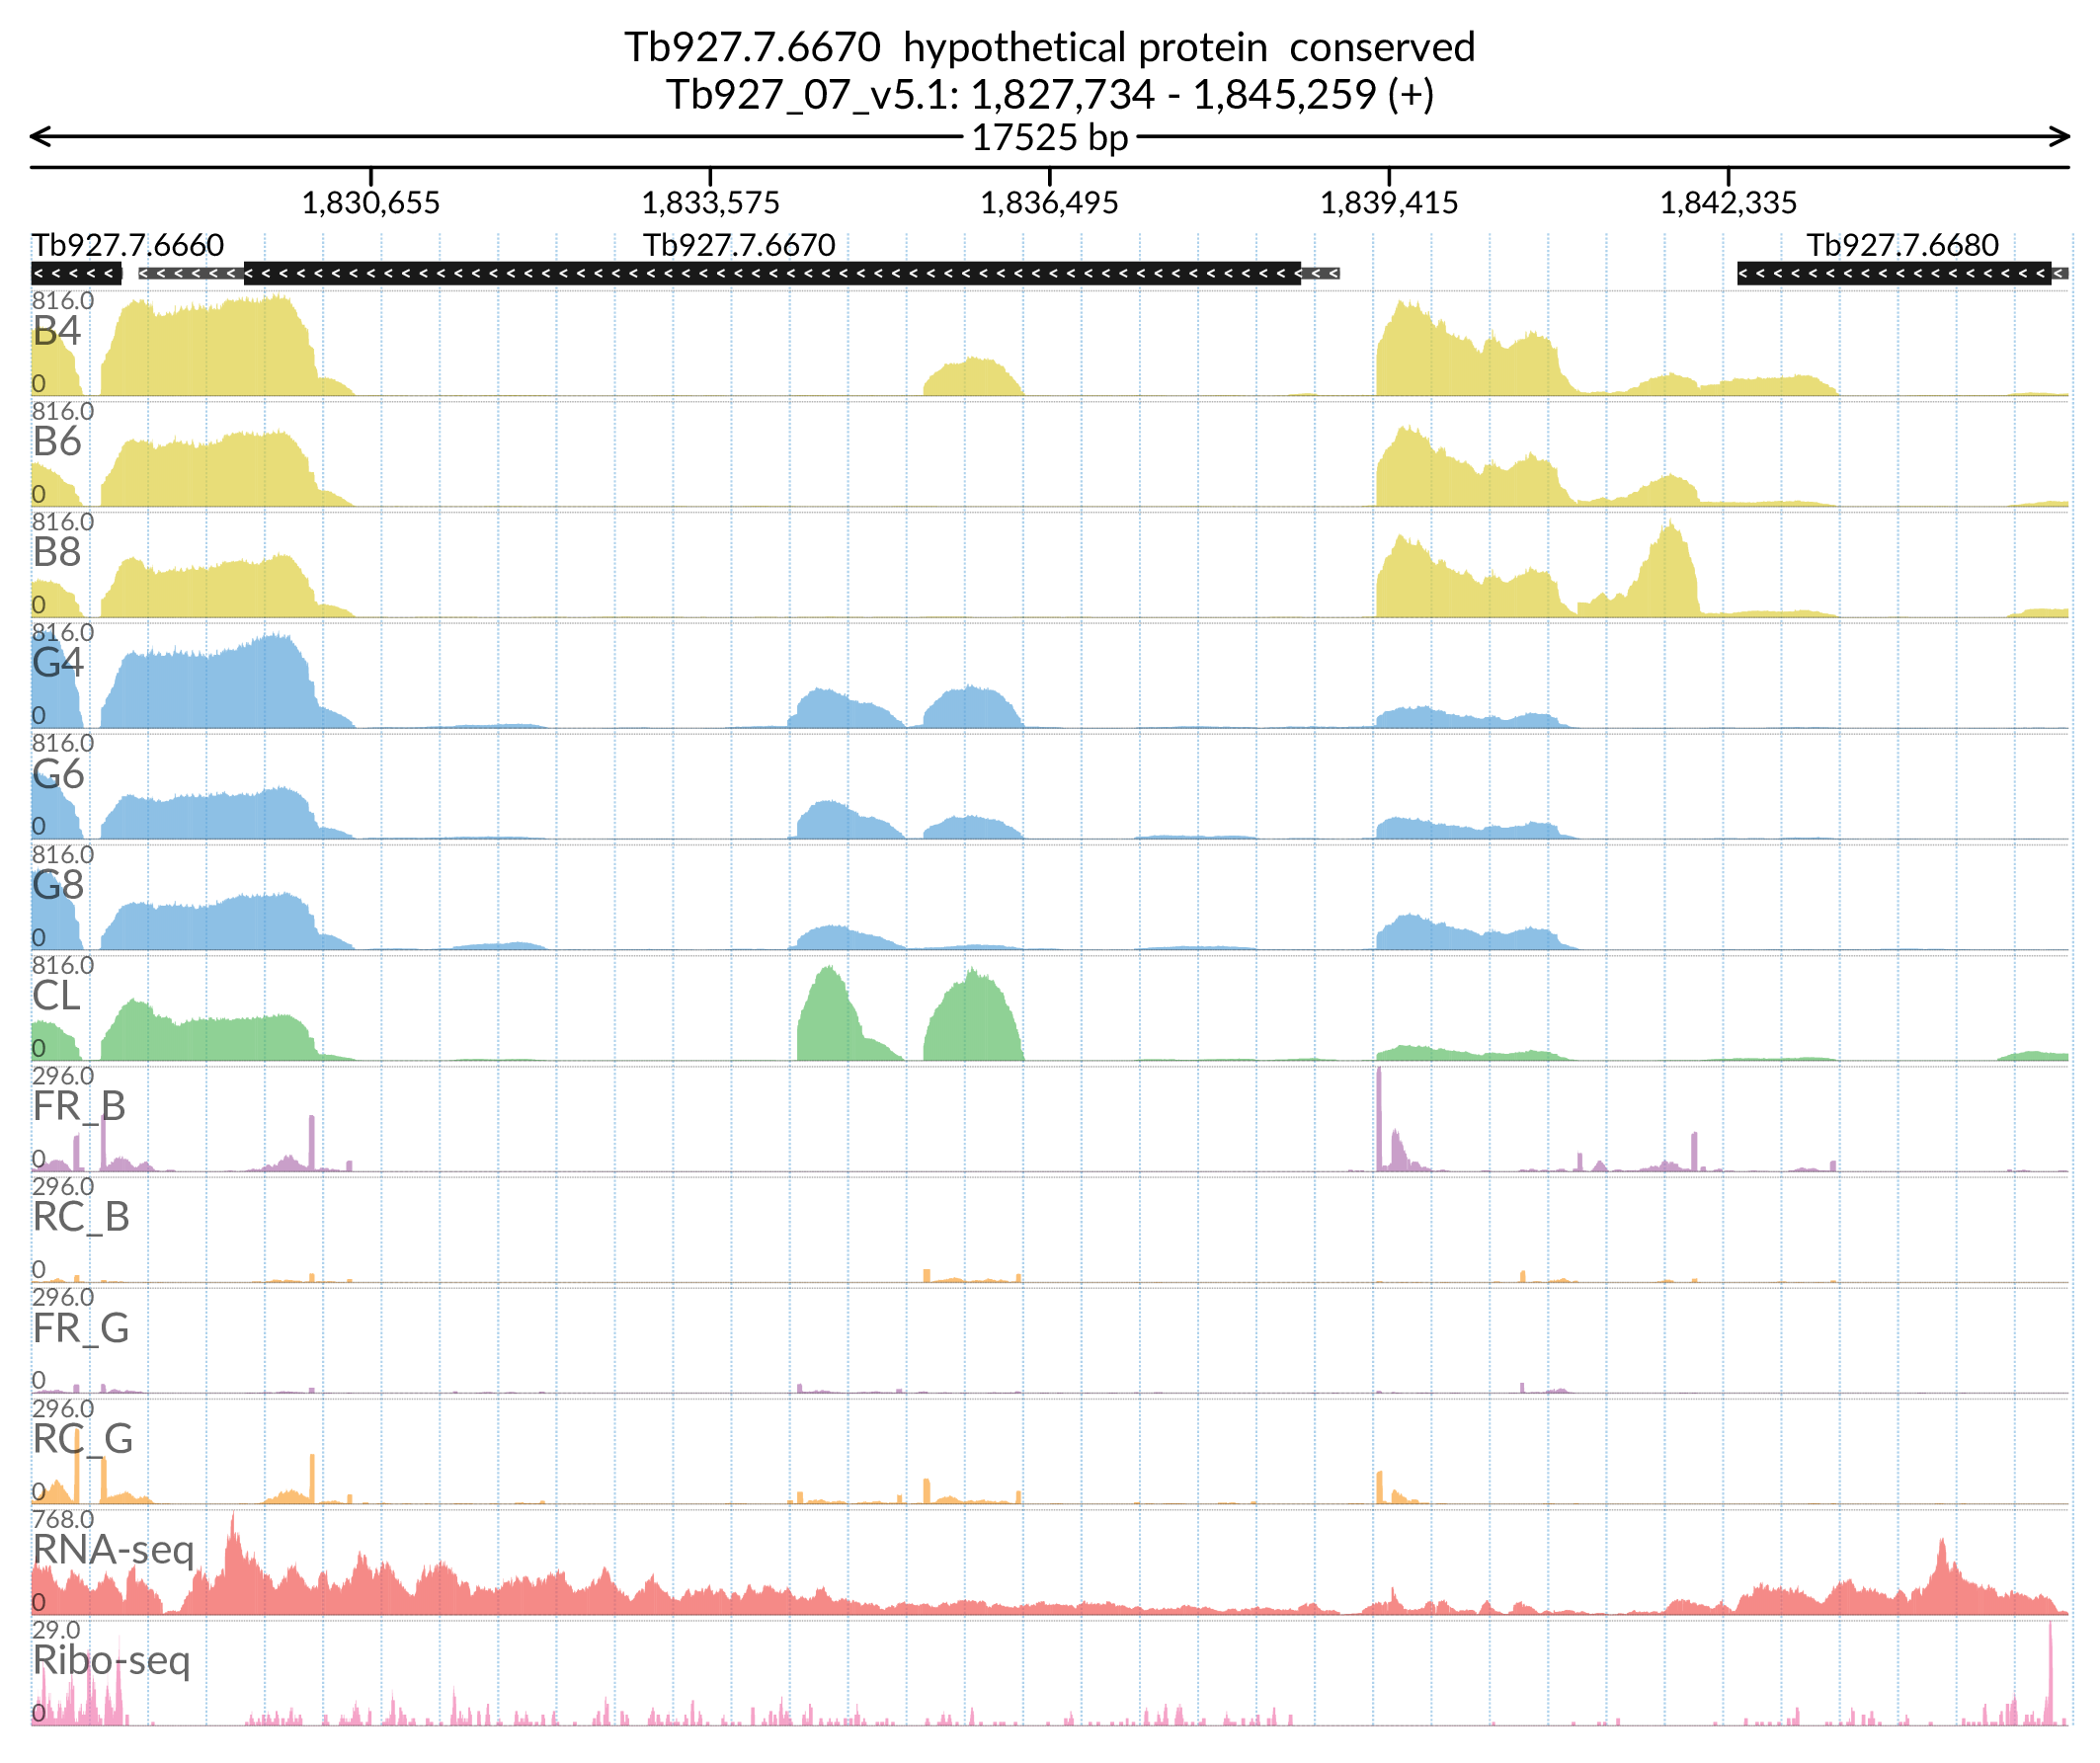 Tb927.7.6670  hypothetical protein  conserved
Tb927_07_v5.1: 1,827,734 - 1,845,259 (+)
17525 bp
1,830,655 1,833,575 1,836,495 1,839,415 1,842,335
Tb927.7.6660 Tb927.7.6670 Tb927.7.6680
816.0
B4
0
816.0
B6
0
816.0
B8
0
816.0
G4
0
816.0
G6
0
816.0
G8
0
816.0
CL
0
296.0
FR_B
0
296.0
RC_B
0
296.0
FR_G
0
296.0
RC_G
0
768.0
RNA-seq
0
29.0
Ribo-seq
0